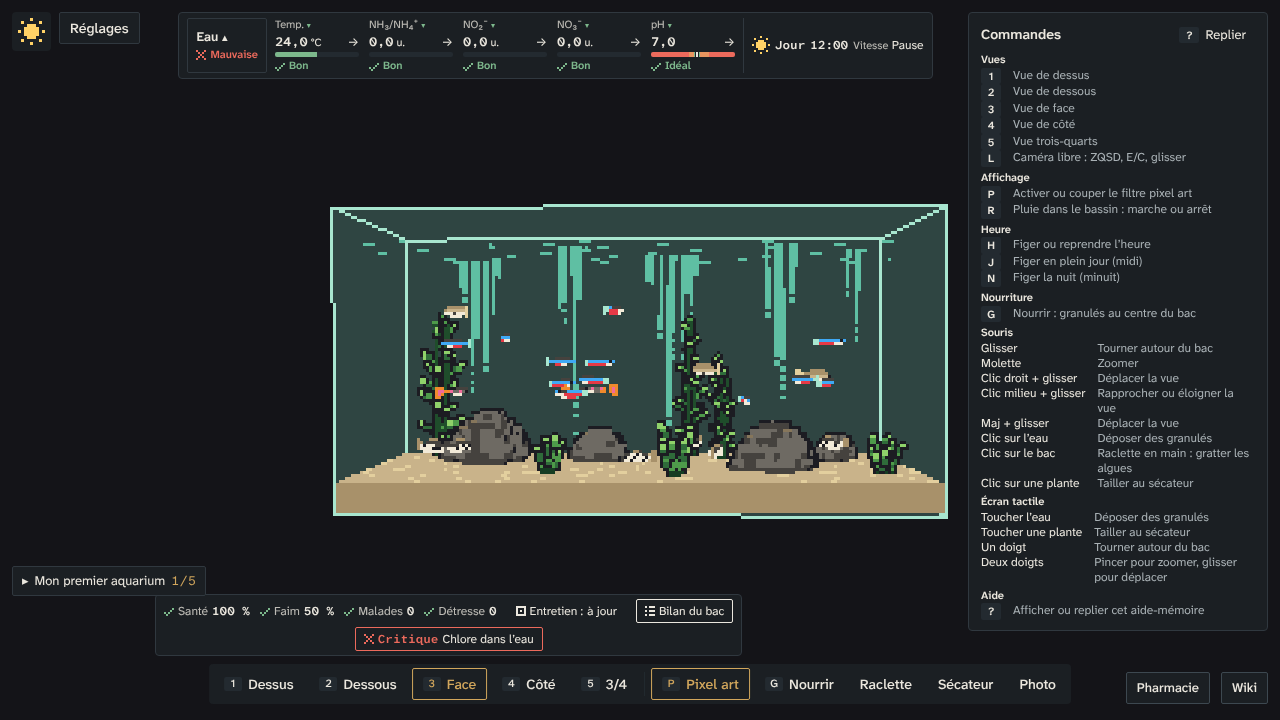 Réglages
Eau ▴
Mauvaise
Temp. ▾
24,0 °C →
Bon
NH₃/NH₄⁺ ▾
0,0 u. →
Bon
NO₂⁻ ▾
0,0 u. →
Bon
NO₃⁻ ▾
0,0 u. →
Bon
pH ▾
7,0 →
Idéal
Jour 12:00 Vitesse Pause
Commandes
? Replier
Vues
1 Vue de dessus
2 Vue de dessous
3 Vue de face
4 Vue de côté
5 Vue trois-quarts
L Caméra libre : ZQSD, E/C, glisser
Affichage
P Activer ou couper le filtre pixel art
R Pluie dans le bassin : marche ou arrêt
Heure
H Figer ou reprendre l'heure
J Figer en plein jour (midi)
N Figer la nuit (minuit)
Nourriture
G Nourrir : granulés au centre du bac
Souris
Glisser Tourner autour du bac
Molette Zoomer
Clic droit + glisser Déplacer la vue
Clic milieu + glisser Rapprocher ou éloigner la
vue
Maj + glisser Déplacer la vue
Clic sur l'eau Déposer des granulés
Clic sur le bac Raclette en main : gratter les
algues
Clic sur une plante Tailler au sécateur
Écran tactile
Toucher l'eau Déposer des granulés
Toucher une plante Tailler au sécateur
Un doigt Tourner autour du bac
Deux doigts Pincer pour zoomer, glisser
pour déplacer
Aide
? Afficher ou replier cet aide-mémoire
▸ Mon premier aquarium 1/5
Santé 100 % Faim 50 % Malades 0 Détresse 0 Entretien : à jour Bilan du bac
Critique Chlore dans l'eau
1 Dessus 2 Dessous 3 Face 4 Côté 5 3/4 P Pixel art G Nourrir Raclette Sécateur Photo
Pharmacie Wiki